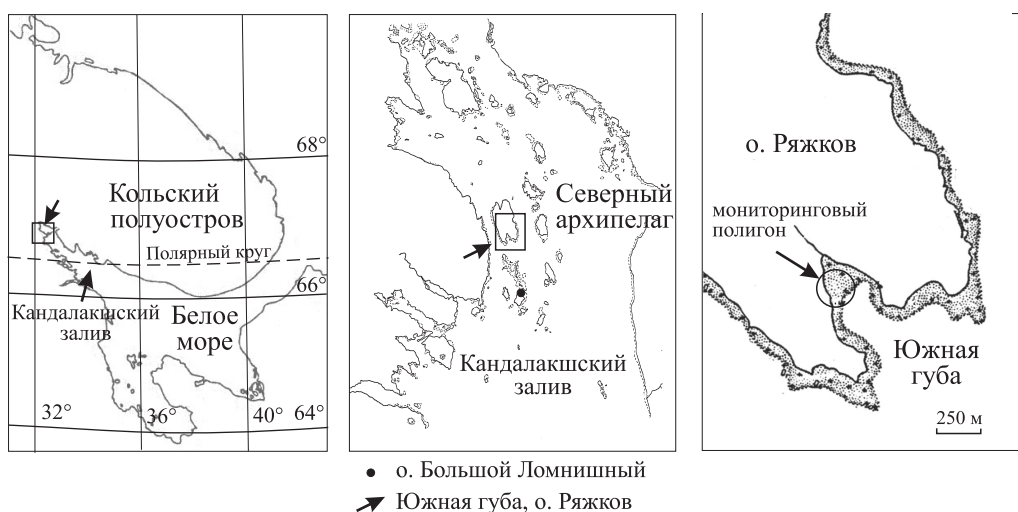 68°
Кольский
полуостров
Полярный круг
66°
Кандалакшский
залив
Белое
море
32°
36°
40°
64°
Северный
архипелаг
Кандалакшский
залив
о. Ряжков
мониторинговый
полигон
Южная
губа
250 м
о. Большой Ломнишный
Южная губа, о. Ряжков